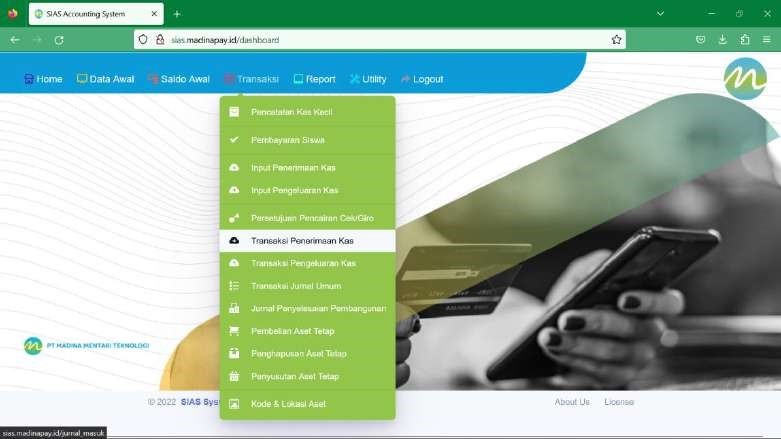 SIAS Accounting System
sias.madinapay.id/dashboard
Home Data Awal Saldo Awal Transaksi Report Utility Logout
Pencatatan Kas Kecil
Pembayaran Siswa
Input Penerimaan Kas
Input Pengeluaran Kas
Persetujuan Pencairan Cek/Giro
Transaksi Penerimaan Kas
Transaksi Pengeluaran Kas
Transaksi Jurnal Umum
Jurnal Penyelesaian Pembangunan
Pembelian Aset Tetap
Penghapusan Aset Tetap
Penyusutan Aset Tetap
Kode & Lokasi Aset
PT MADINA MENTARI TEKNOLOGI
© 2022 SIAS Sys
About Us License
sias.madinapay.id/jurnal_masuk